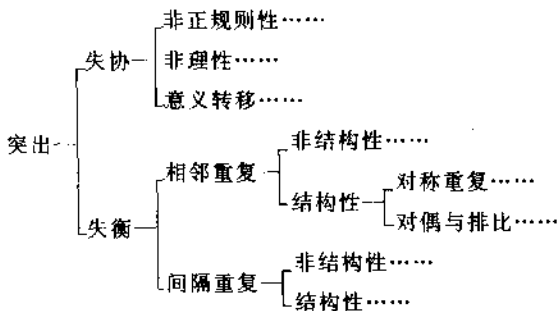 非正规则性……
失协
非理性……
意义转移……
突出
非结构性……
相邻重复
对称重复……
结构性
对偶与排比……
失衡
非结构性……
间隔重复
结构性……